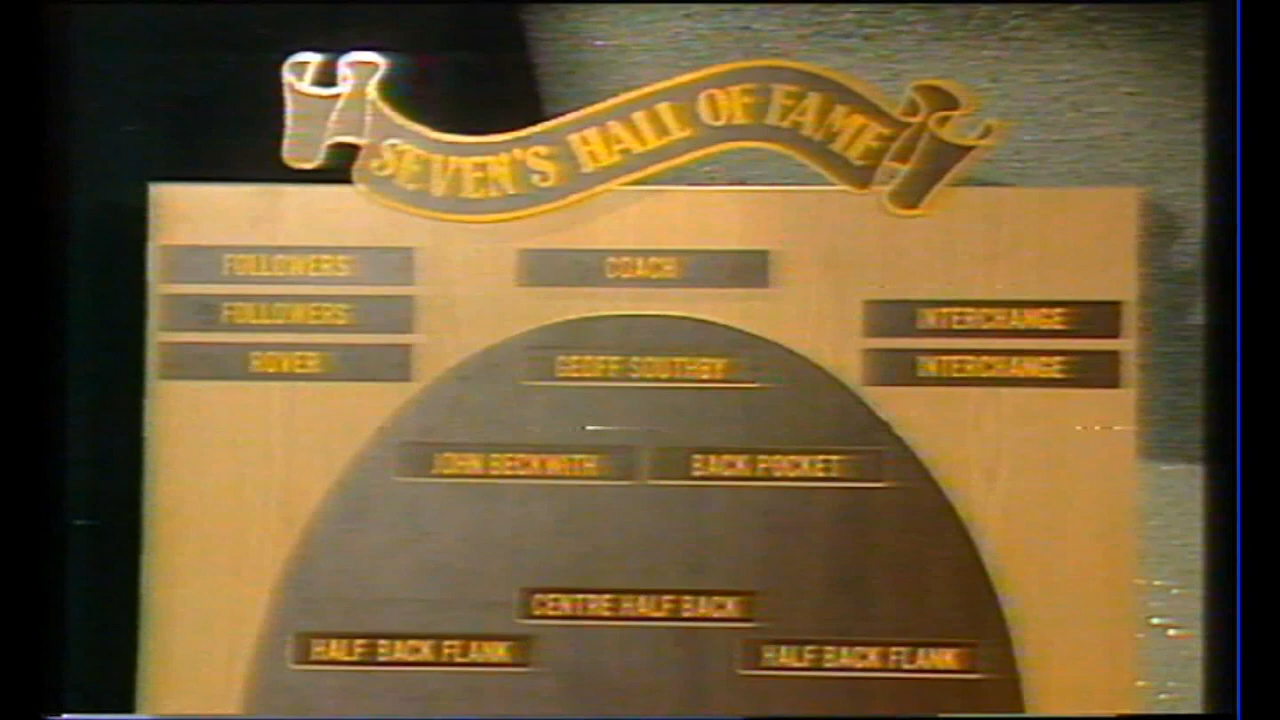 SEVEN'S HALL OF FAME
FOLLOWERS
COACH
FOLLOWERS
INTERCHANGE
ROVER
GEOFF SOUTHBY
INTERCHANGE
JOHN BECKWITH
BACK POCKET
CENTRE HALF BACK
HALF BACK FLANK
HALF BACK FLANK